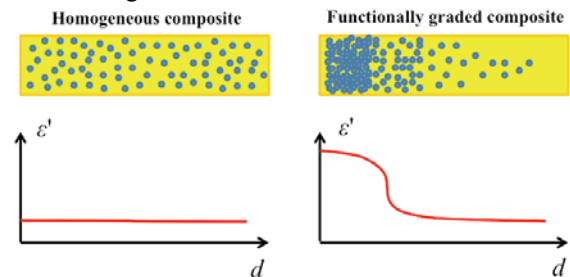 Homogeneous composite
Functionally graded composite
ε'
ε'
d
d